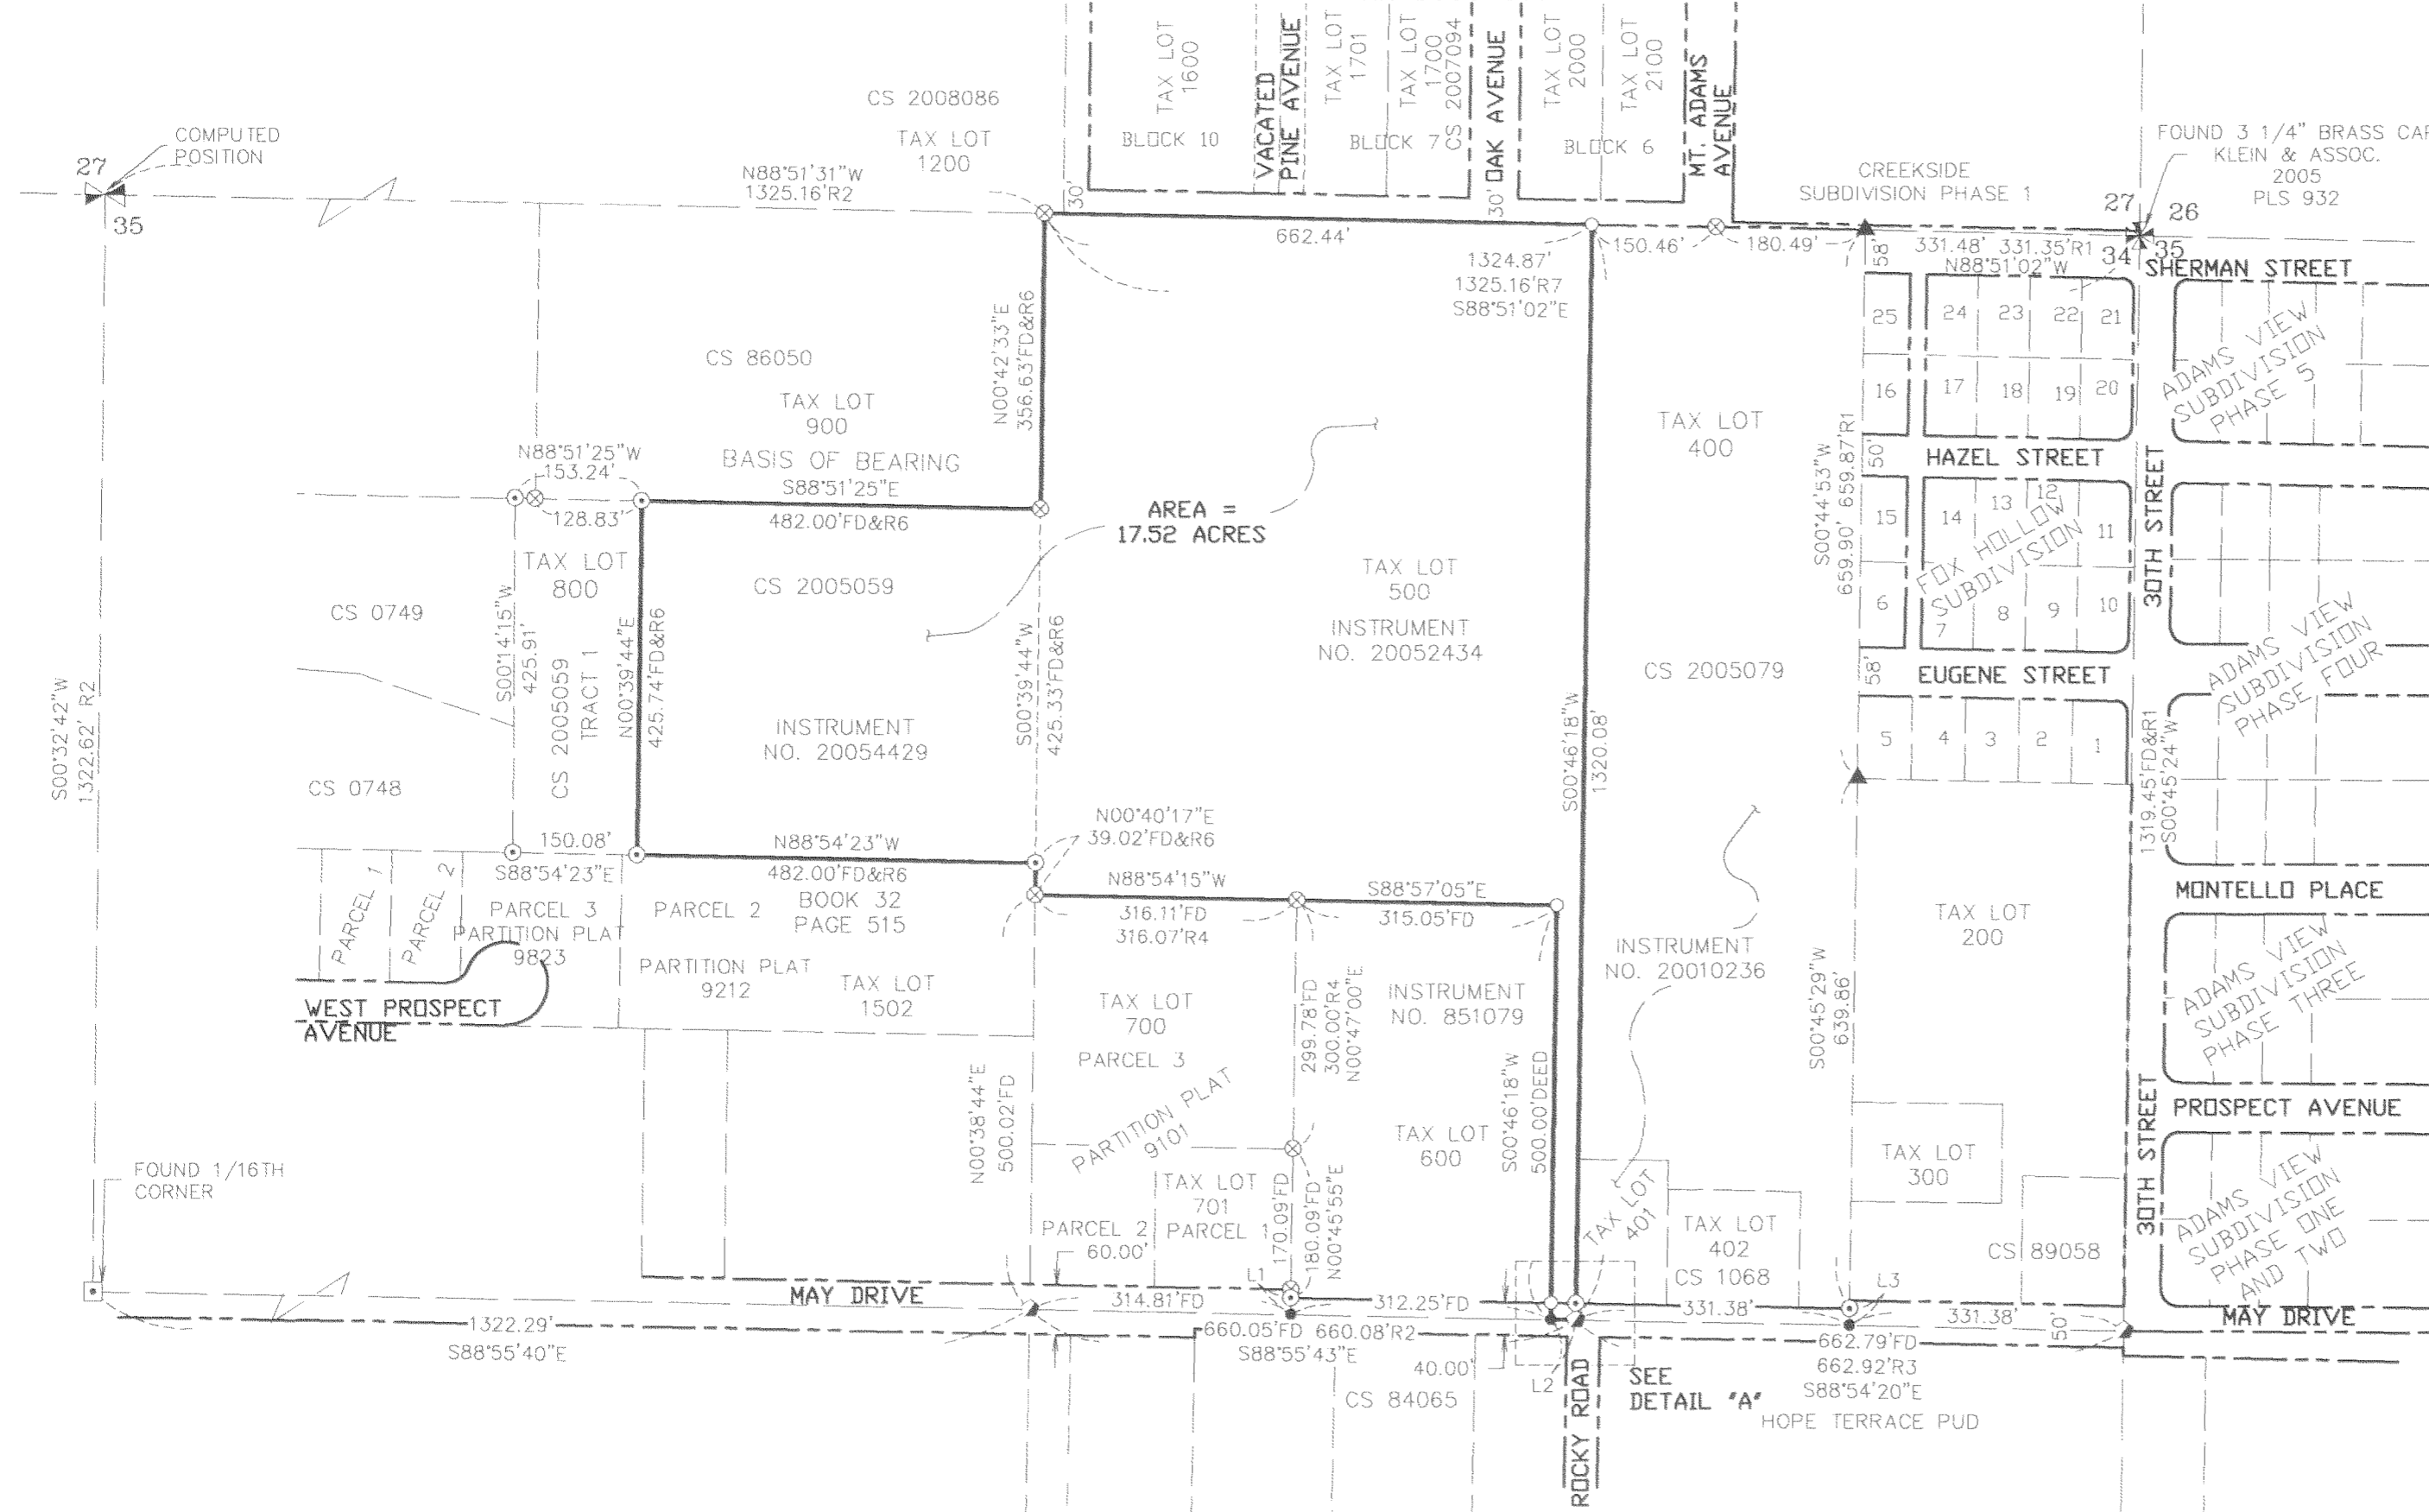 TAX LOT
1600
VACATED
PINE AVENUE
TAX LOT
1701
TAX LOT
1700
CS 2007094
OAK AVENUE
TAX LOT
2000
TAX LOT
2100
MT. ADAMS
AVENUE
BLOCK 10
BLOCK 7
BLOCK 6
CS 2008086
TAX LOT
1200
COMPUTED
POSITION
27
35
N88°51'31"W
1325.16'R2
30'
30'
662.44'
1324.87'
1325.16'R7
S88°51'02"E
150.46'
180.49'
CREEKSIDE
SUBDIVISION PHASE 1
331.48' 331.35'R1
N88°51'02"W
58'
27
26
34
35
FOUND 3 1/4" BRASS CAP
KLEIN & ASSOC.
2005
PLS 932
SHERMAN STREET
25
24
23
22
21
16
17
18
19
20
50'
HAZEL STREET
15
14
13
12
11
6
7
8
9
10
FOX HOLLOW
SUBDIVISION
58'
EUGENE STREET
5
4
3
2
1
30TH STREET
ADAMS VIEW
SUBDIVISION
PHASE 5
ADAMS VIEW
SUBDIVISION
PHASE FOUR
CS 86050
TAX LOT
900
BASIS OF BEARING
S88°51'25"E
482.00'FD&R6
N00°42'33"E
356.63'FD&R6
N88°51'25"W
153.24'
128.83'
AREA =
17.52 ACRES
TAX LOT
400
S00°44'53"W
659.90' 659.87'R1
TAX LOT
800
CS 0749
CS 0748
S00°14'15"W
425.91'
CS 2005059
TRACT 1
N00°39'44"E
425.74'FD&R6
CS 2005059
INSTRUMENT
NO. 20054429
S00°39'44"W
425.33'FD&R6
TAX LOT
500
INSTRUMENT
NO. 20052434
CS 2005079
S00°46'18"W
1320.08'
S00°32'42"W
1322.62' R2
1319.45'FD&R1
S00°45'24"W
N00°40'17"E
39.02'FD&R6
150.08'
S88°54'23"E
N88°54'23"W
482.00'FD&R6
N88°54'15"W
316.11'FD
316.07'R4
S88°57'05"E
315.05'FD
MONTELLO PLACE
PARCEL 1
PARCEL 2
PARCEL 3
PARTITION PLAT
9823
PARCEL 2
BOOK 32
PAGE 515
PARTITION PLAT
9212
TAX LOT
1502
WEST PROSPECT
AVENUE
TAX LOT
700
PARCEL 3
PARTITION PLAT
9101
299.78'FD
300.00'R4
N00°47'00"E
INSTRUMENT
NO. 851079
TAX LOT
600
S00°46'18"W
500.00'DEED
INSTRUMENT
NO. 20010236
S00°45'29"W
639.86'
TAX LOT
200
ADAMS VIEW
SUBDIVISION
PHASE THREE
PROSPECT AVENUE
N00°38'44"E
500.02'FD
TAX LOT
701
PARCEL 2
PARCEL 1
60.00'
170.09'FD
180.09'FD
N00°45'55"E
TAX LOT
401
TAX LOT
402
CS 1068
TAX LOT
300
CS 89058
30TH STREET
ADAMS VIEW
SUBDIVISION
PHASE ONE
AND TWO
FOUND 1/16TH
CORNER
MAY DRIVE
L1
314.81'FD
312.25'FD
331.38'
L3
331.38'
50'
MAY DRIVE
1322.29'
S88°55'40"E
660.05'FD 660.08'R2
S88°55'43"E
40.00'
L2
662.79'FD
662.92'R3
S88°54'20"E
CS 84065
ROCKY ROAD
SEE
DETAIL "A"
HOPE TERRACE PUD